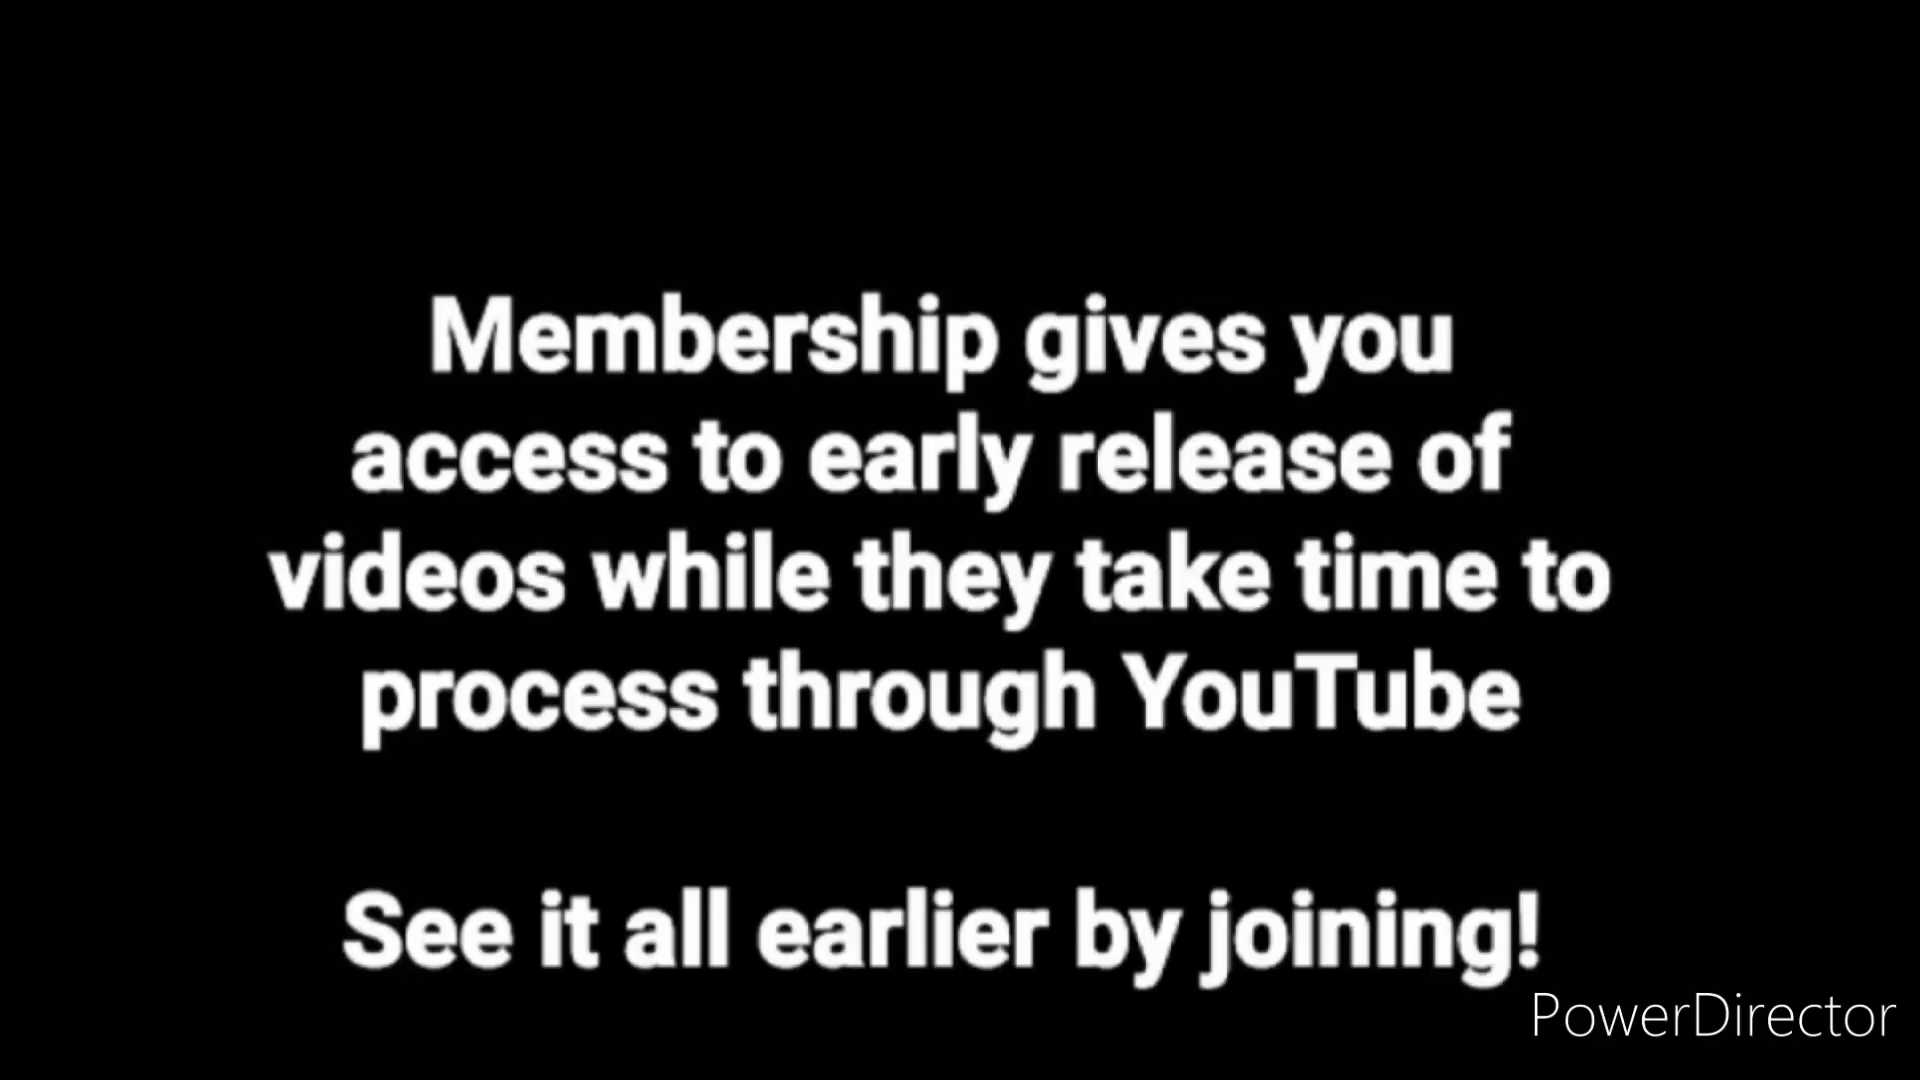 Membership gives you
access to early release of
videos while they take time to
process through YouTube
See it all earlier by joining!
PowerDirector